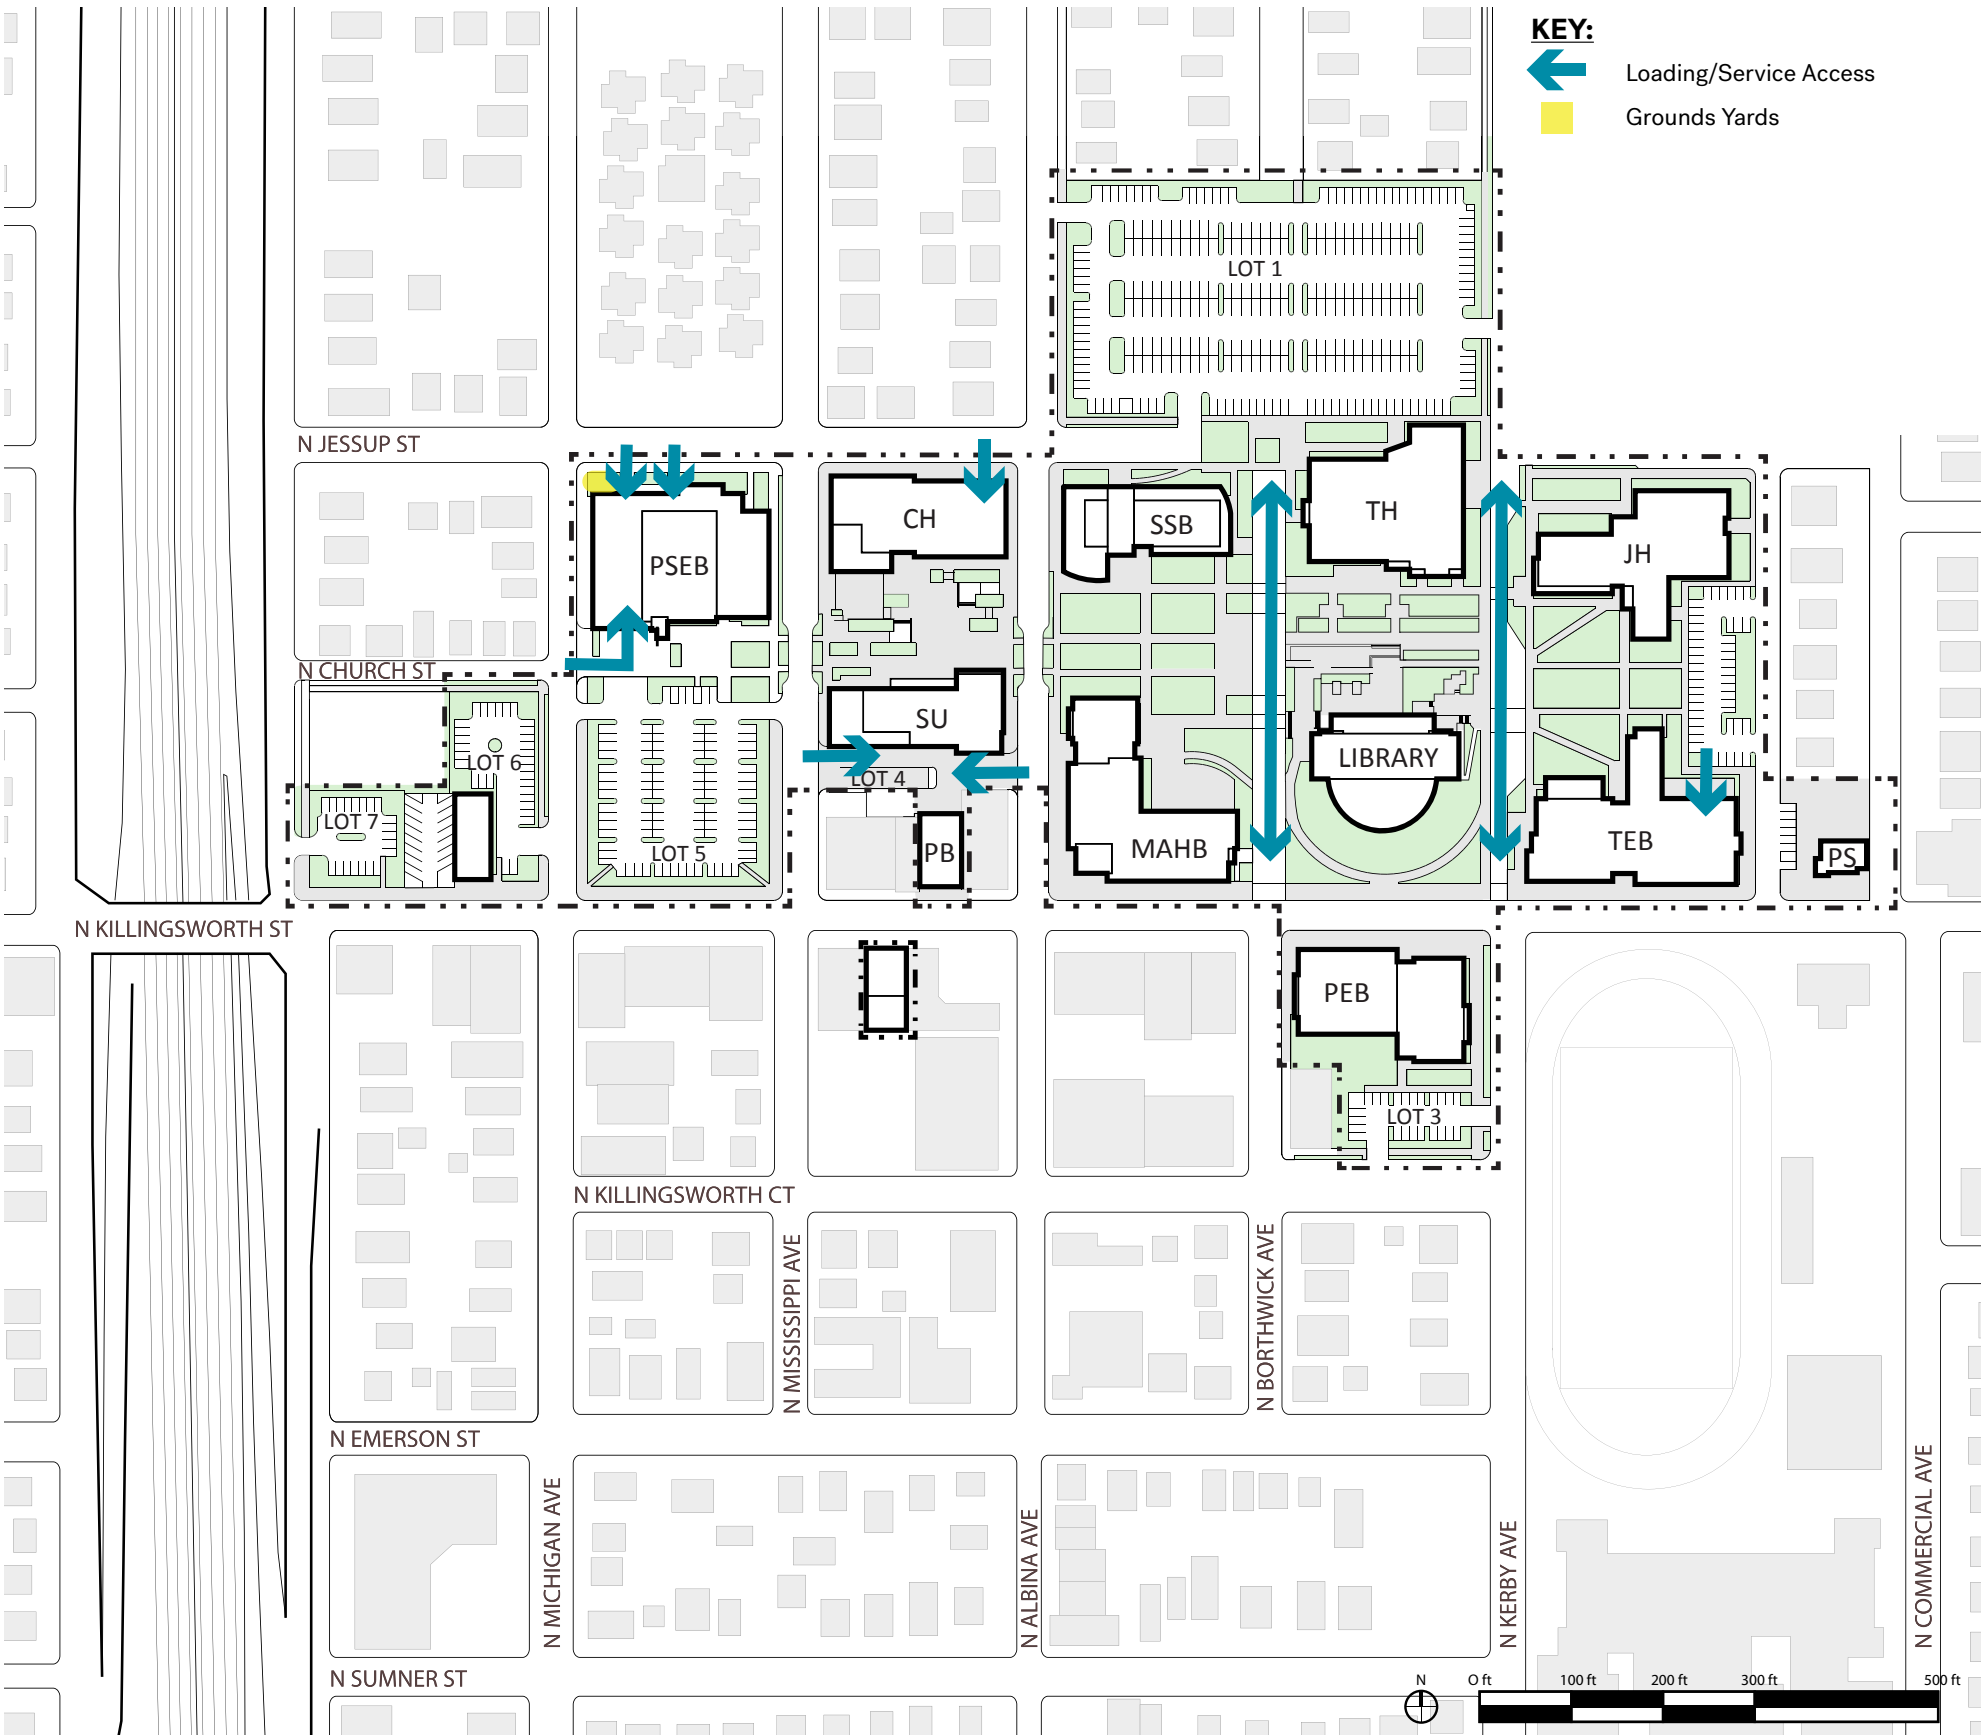 KEY:
Loading/Service Access
Grounds Yards
LOT 1
N JESSUP ST
CH
SSB
TH
JH
PSEB
N CHURCH ST
SU
LIBRARY
LOT 6
LOT 4
LOT 7
LOT 5
PB
MAHB
TEB
PS
N KILLINGSWORTH ST
PEB
LOT 3
N KILLINGSWORTH CT
N MISSISSIPPI AVE
N BORTHWICK AVE
N EMERSON ST
N MICHIGAN AVE
N ALBINA AVE
N KERBY AVE
N COMMERCIAL AVE
N SUMNER ST
N
0 ft 100 ft 200 ft 300 ft 500 ft